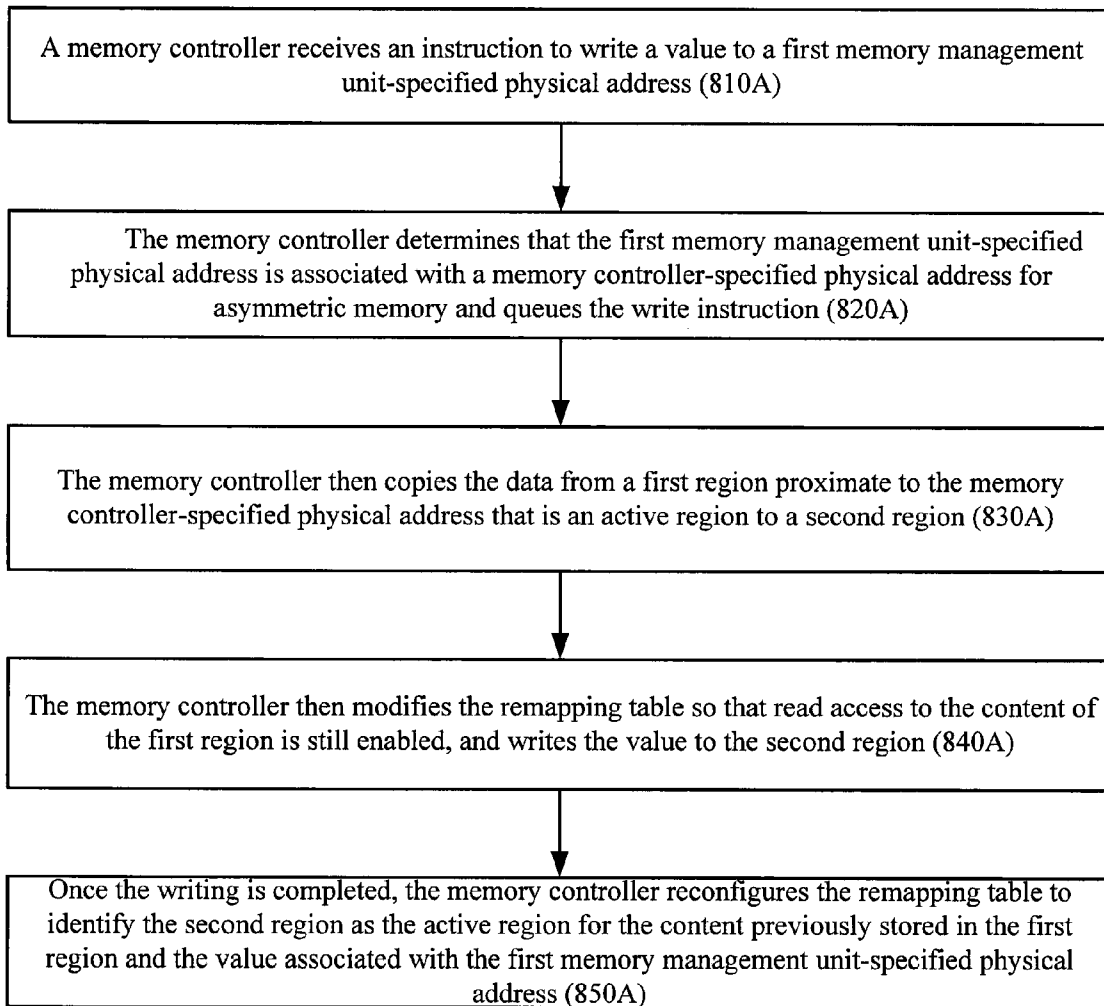 A memory controller receives an instruction to write a value to a first memory management
unit-specified physical address (810A)
The memory controller determines that the first memory management unit-specified
physical address is associated with a memory controller-specified physical address for
asymmetric memory and queues the write instruction (820A)
The memory controller then copies the data from a first region proximate to the memory
controller-specified physical address that is an active region to a second region (830A)
The memory controller then modifies the remapping table so that read access to the content of
the first region is still enabled, and writes the value to the second region (840A)
Once the writing is completed, the memory controller reconfigures the remapping table to
identify the second region as the active region for the content previously stored in the first
region and the value associated with the first memory management unit-specified physical
address (850A)